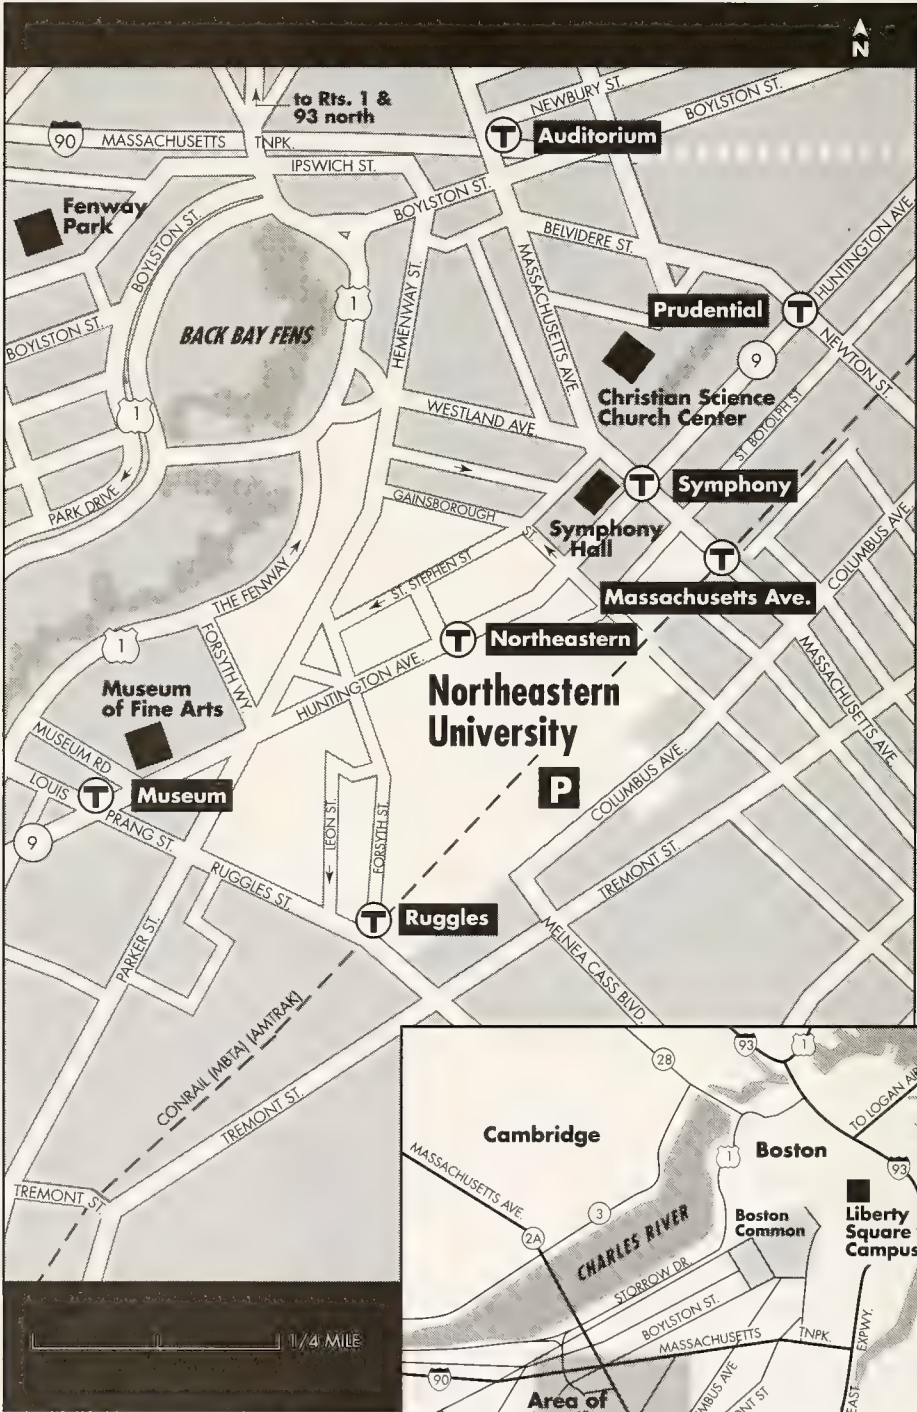 N
to Rts. 1 &
93 north
NEWBURY ST.
BOYLSTON ST.
90
MASSACHUSETTS TNPK.
T
Auditorium
IPSWICH ST.
Fenway
Park
BOYLSTON ST.
BOYLSTON ST.
BELVIDERE ST
HUNTINGTON AVE.
MASSACHUSETTS AVE.
1
HEMENWAY ST.
Prudential
T
BACK BAY FENS
BOYLSTON ST.
9
NEWTON ST.
Christian Science
Church Center
ST BOTOLPH ST
1
WESTLAND AVE.
T
Symphony
PARK DRIVE
GAINSBOROUGH
ST
Symphony
Hall
COLUMBUS AVE.
T
Massachusetts Ave.
THE FENWAY
ST. STEPHEN ST
1
FORSYTH WY
T
Northeastern
MASSACHUSETTS AVE.
Museum
of Fine Arts
HUNTINGTON AVE.
Northeastern
University
MUSEUM RD
P
COLUMBUS AVE.
LOUIS
PRANG ST.
T
Museum
9
LEON ST.
FORSYTH ST.
TREMONT ST.
RUGGLES ST.
T
Ruggles
PARKER ST.
MELNEA CASS BLVD.
CONRAIL (MBTA) (AMTRAK)
TREMONT ST.
TREMONT ST.
28
93
1
TO LOGAN AIR
Cambridge
MASSACHUSETTS AVE.
1
Boston
93
3
2A
CHARLES RIVER
Boston
Common
Liberty
Square
Campus
STORROW DR.
BOYLSTON ST.
MASSACHUSETTS TNPK.
EXPWY.
1/4 MILE
90
Area of
MBUS AVE
ONT ST.
EAST.